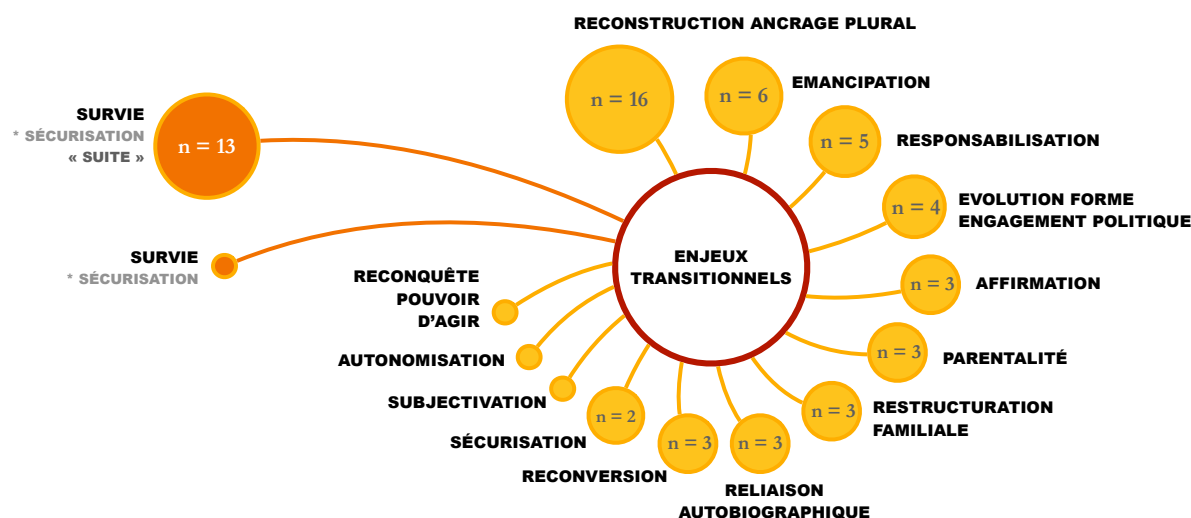 RECONSTRUCTION ANCRAGE PLURAL
n = 16
n = 6
EMANCIPATION
n = 5
RESPONSABILISATION
n = 4
EVOLUTION FORME
ENGAGEMENT POLITIQUE
n = 3
AFFIRMATION
n = 3
PARENTALITÉ
n = 3
RESTRUCTURATION
FAMILIALE
n = 3
RELIAISON
AUTOBIOGRAPHIQUE
n = 3
RECONVERSION
n = 2
SÉCURISATION
SUBJECTIVATION
AUTONOMISATION
RECONQUÊTE
POUVOIR
D’AGIR
SURVIE
* SÉCURISATION
SURVIE
* SÉCURISATION
« SUITE »
n = 13
ENJEUX
TRANSITIONNELS